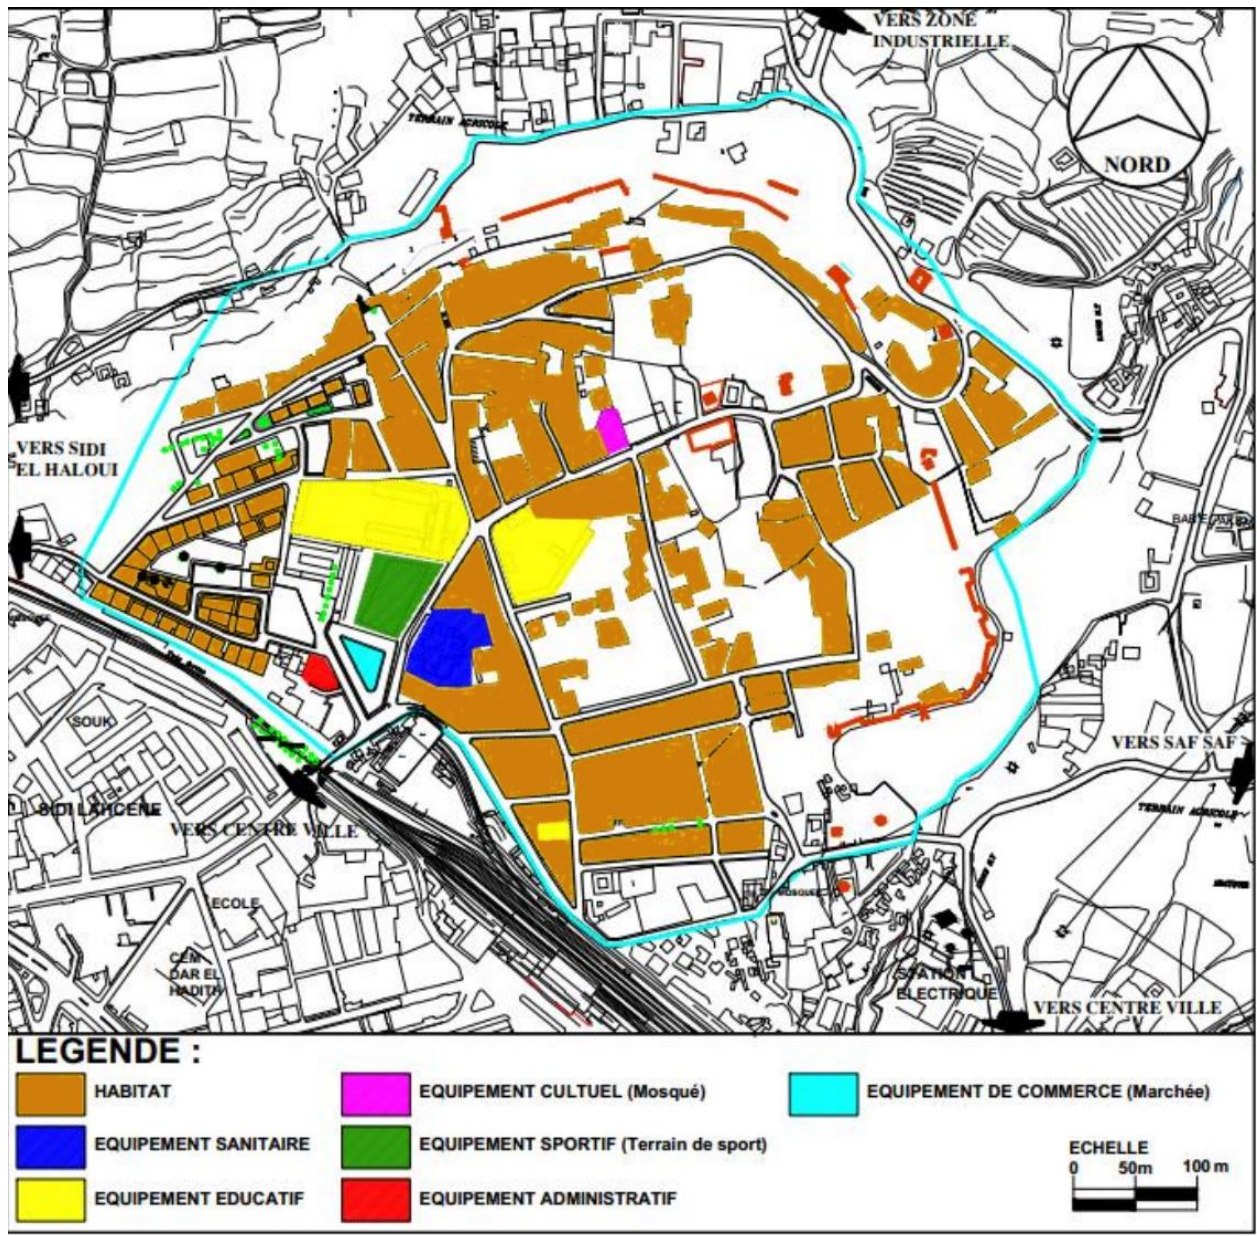 VERS ZONE
INDUSTRIELLE
TERRAIN AGRICOLE
NORD
VERS SIDI
EL HALOUI
SOUK
SIDI LAHCENE
VERS CENTRE VILLE
VERS SAF SAF
TERRAIN AGRICOLE
ECOLE
MOSQUEE
CEM
DAR EL
HADITH
STATION
ELECTRIQUE
VERS CENTRE VILLE
LEGENDE :
HABITAT
EQUIPEMENT CULTUEL (Mosqué)
EQUIPEMENT DE COMMERCE (Marchée)
EQUIPEMENT SANITAIRE
EQUIPEMENT SPORTIF (Terrain de sport)
EQUIPEMENT EDUCATIF
EQUIPEMENT ADMINISTRATIF
ECHELLE
0 50m 100 m